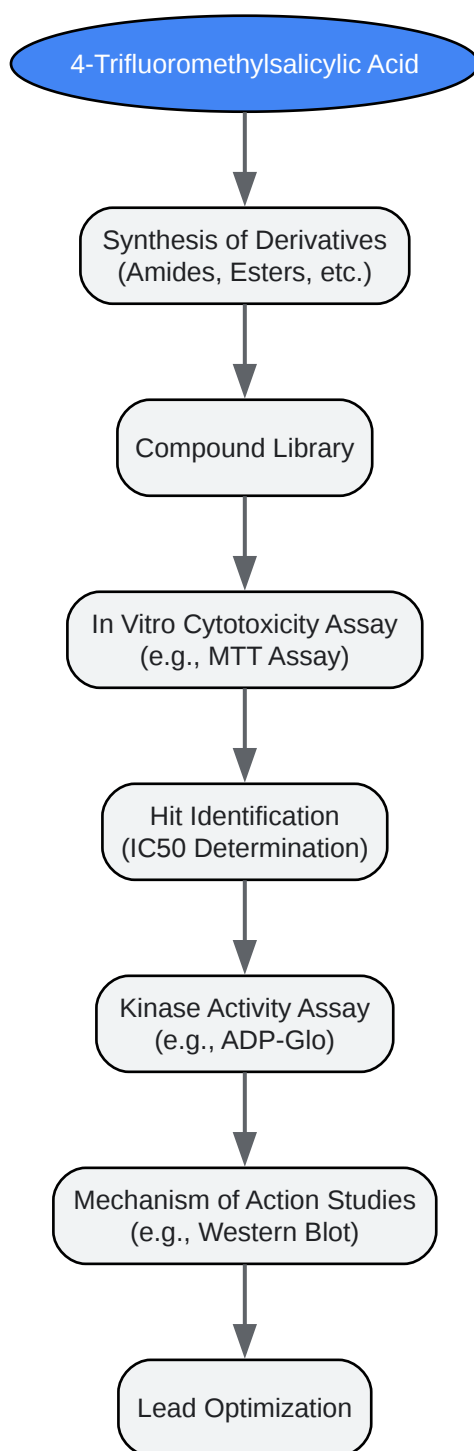 4-Trifluoromethylsalicylic Acid
Synthesis of Derivatives
(Amides, Esters, etc.)
Compound Library
In Vitro Cytotoxicity Assay
(e.g., MTT Assay)
Hit Identification
(IC50 Determination)
Kinase Activity Assay
(e.g., ADP-Glo)
Mechanism of Action Studies
(e.g., Western Blot)
Lead Optimization